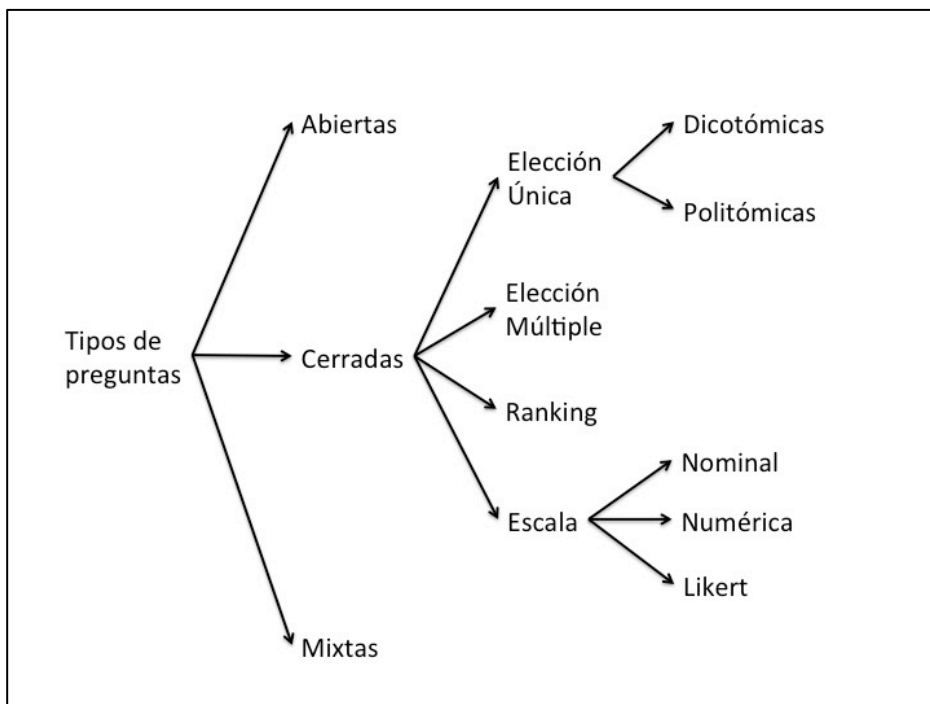 Tipos de
preguntas
Abiertas
Cerradas
Mixtas
Elección
Única
Elección
Múltiple
Ranking
Escala
Dicotómicas
Politómicas
Nominal
Numérica
Likert